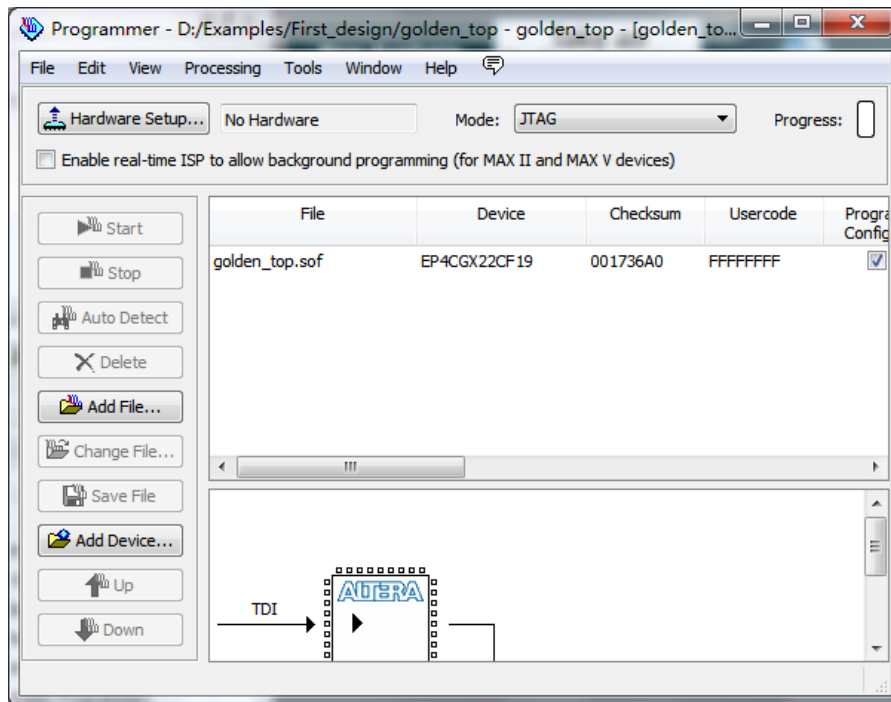 Programmer - D:/Examples/First_design/golden_top - golden_top - [golden_to...
File Edit View Processing Tools Window Help
Hardware Setup... No Hardware Mode: JTAG Progress:
Enable real-time ISP to allow background programming (for MAX II and MAX V devices)
Start
Stop
Auto Detect
Delete
Add File...
Change File...
Save File
Add Device...
Up
Down
File Device Checksum Usercode Progra
Config
golden_top.sof EP4CGX22CF19 001736A0 FFFFFFFF
ALTERA
TDI